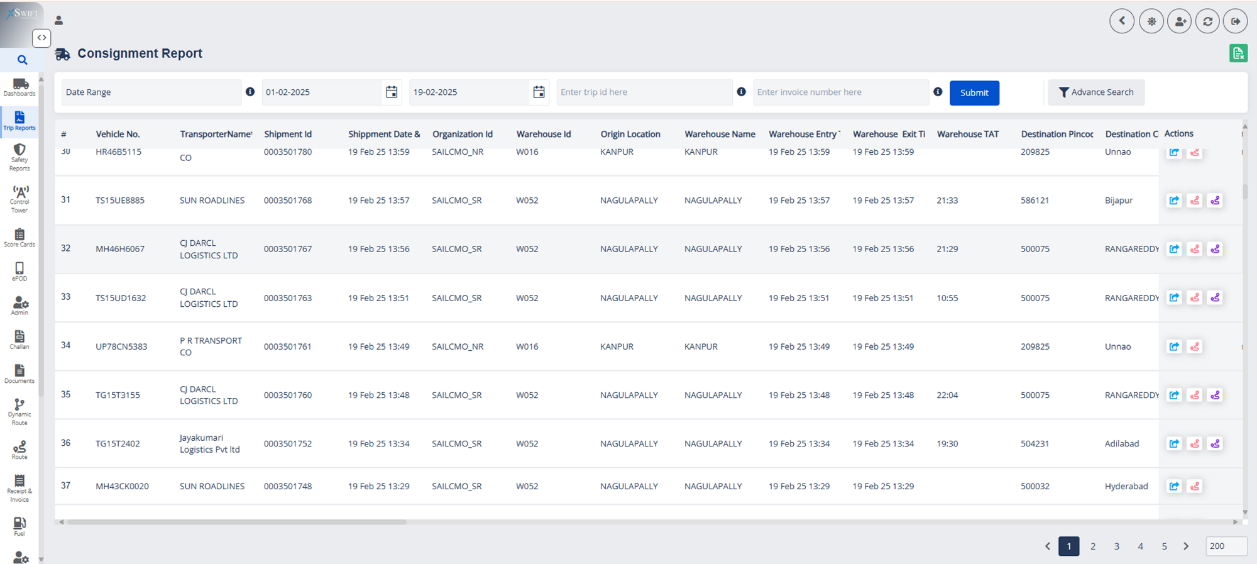 SWIFT
Consignment Report
Date Range 01-02-2025 19-02-2025 Enter trip id here Enter invoice number here Submit Advance Search
Dashboards
Trip Reports
Safety Reports
Control Tower
Score Cards
eFOD
Admin
Challan
Documents
Dynamic Route
Route
Receipt & Invoice
Fuel
# Vehicle No. TransporterName Shipment Id Shippment Date & Organization Id Warehouse Id Origin Location Warehouse Name Warehouse Entry T Warehouse Exit Ti Warehouse TAT Destination Pincoc Destination C Actions
30 HR46B5115 CO 0003501780 19 Feb 25 13:59 SAILCMO_NR W016 KANPUR KANPUR 19 Feb 25 13:59 19 Feb 25 13:59 209825 Unnao
31 TS15UE8885 SUN ROADLINES 0003501768 19 Feb 25 13:57 SAILCMO_SR W052 NAGULAPALLY NAGULAPALLY 19 Feb 25 13:57 19 Feb 25 13:57 21:33 586121 Bijapur
32 MH46H6067 CJ DARCL LOGISTICS LTD 0003501767 19 Feb 25 13:56 SAILCMO_SR W052 NAGULAPALLY NAGULAPALLY 19 Feb 25 13:56 19 Feb 25 13:56 21:29 500075 RANGAREDDY
33 TS15UD1632 CJ DARCL LOGISTICS LTD 0003501763 19 Feb 25 13:51 SAILCMO_SR W052 NAGULAPALLY NAGULAPALLY 19 Feb 25 13:51 19 Feb 25 13:51 10:55 500075 RANGAREDDY
34 UP78CN5383 P R TRANSPORT CO 0003501761 19 Feb 25 13:49 SAILCMO_NR W016 KANPUR KANPUR 19 Feb 25 13:49 19 Feb 25 13:49 209825 Unnao
35 TG15T3155 CJ DARCL LOGISTICS LTD 0003501760 19 Feb 25 13:48 SAILCMO_SR W052 NAGULAPALLY NAGULAPALLY 19 Feb 25 13:48 19 Feb 25 13:48 22:04 500075 RANGAREDDY
36 TG15T2402 Jayakumari Logistics Pvt ltd 0003501752 19 Feb 25 13:34 SAILCMO_SR W052 NAGULAPALLY NAGULAPALLY 19 Feb 25 13:34 19 Feb 25 13:34 19:30 504231 Adilabad
37 MH43CK0020 SUN ROADLINES 0003501748 19 Feb 25 13:29 SAILCMO_SR W052 NAGULAPALLY NAGULAPALLY 19 Feb 25 13:29 19 Feb 25 13:29 500032 Hyderabad
1 2 3 4 5 200